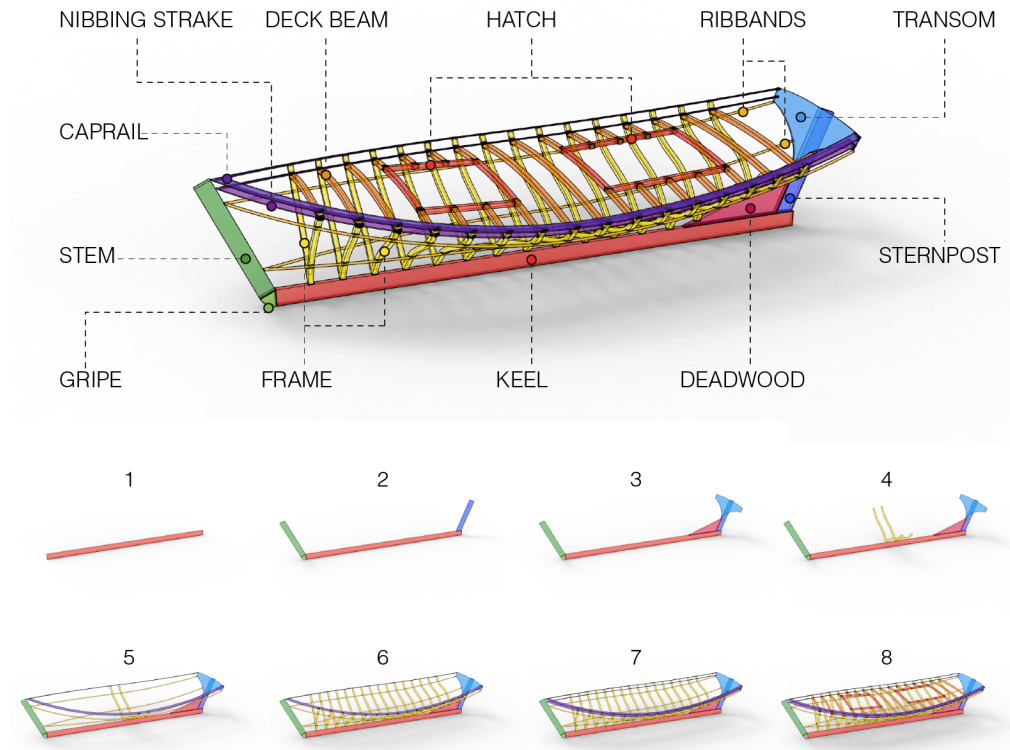 NIBBING STRAKE DECK BEAM HATCH RIBBANDS TRANSOM
CAPRAIL
STEM STERNPOST
GRIPE FRAME KEEL DEADWOOD
1 2 3 4
5 6 7 8